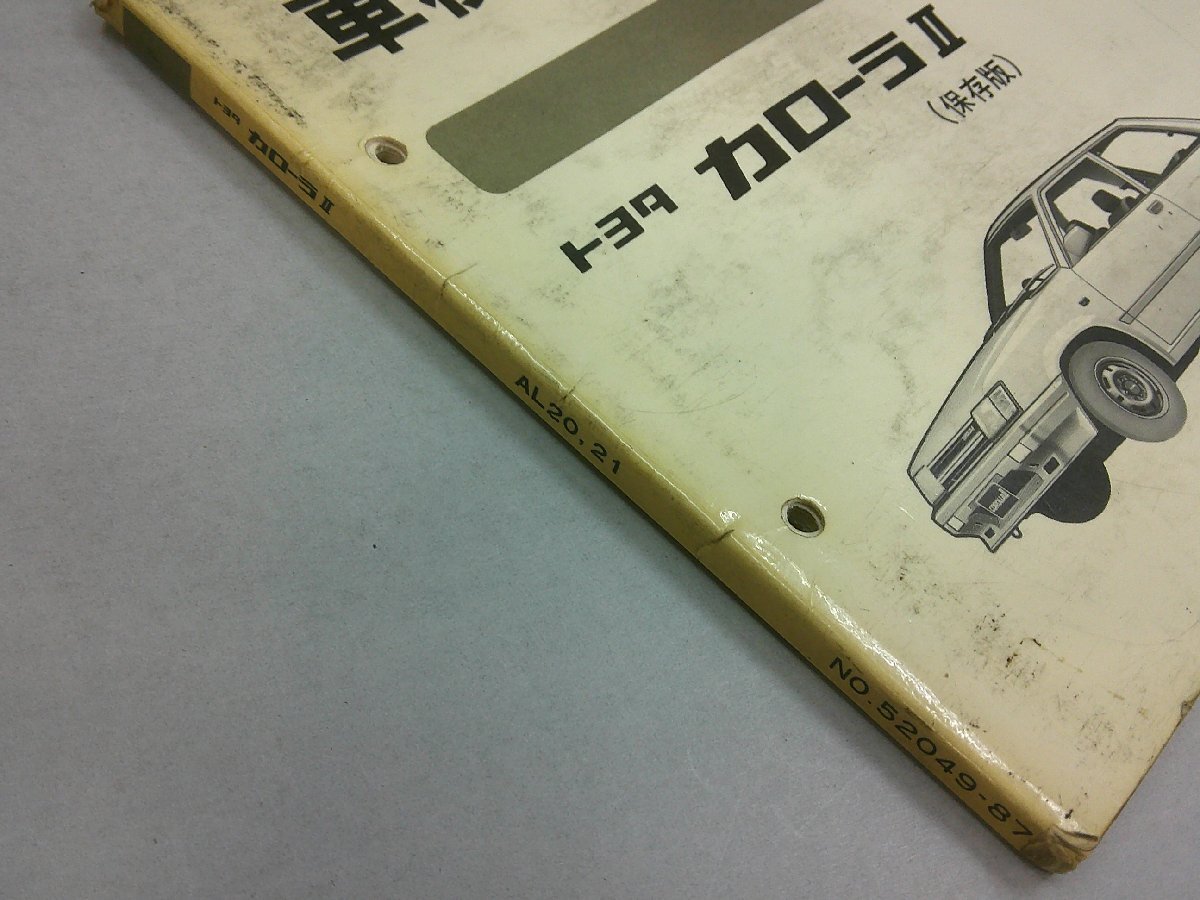 トヨタ カローラⅡ
(保存版)
トヨタ カローラⅡ
AL20,21
NO.52049-87